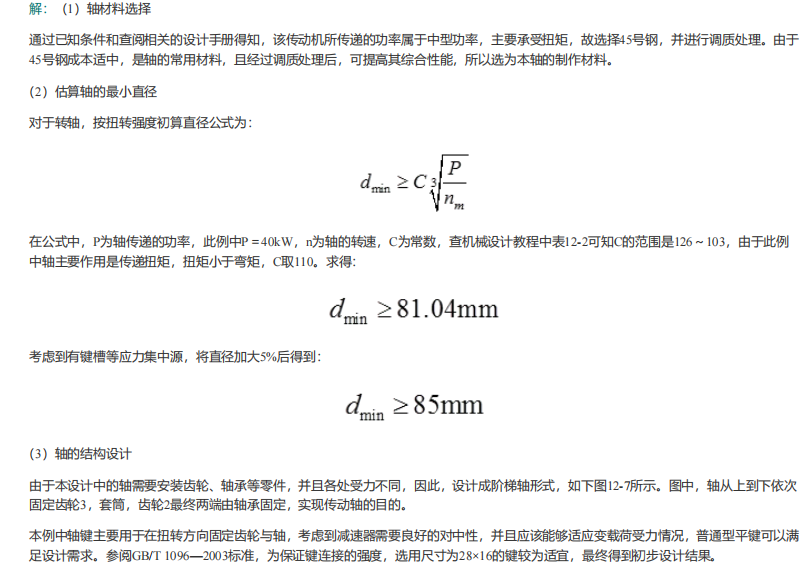 解：（1）轴材料选择
通过已知条件和查阅相关的设计手册得知，该传动机所传递的功率属于中型功率，主要承受扭矩，故选择45号钢，并进行调质处理。由于
45号钢成本适中，是轴的常用材料，且经过调质处理后，可提高其综合性能，所以选为本轴的制作材料。
（2）估算轴的最小直径
对于转轴，按扭转强度初算直径公式为：
d_min ≥ C ∛(P/n_m)
在公式中，P为轴传递的功率，此例中P＝40kW，n为轴的转速，C为常数，查机械设计教程中表12-2可知C的范围是126～103，由于此例
中轴主要作用是传递扭矩，扭矩小于弯矩，C取110。求得：
d_min ≥81.04mm
考虑到有键槽等应力集中源，将直径加大5%后得到：
d_min ≥85mm
（3）轴的结构设计
由于本设计中的轴需要安装齿轮、轴承等零件，并且各处受力不同，因此，设计成阶梯轴形式，如下图12-7所示。图中，轴从上到下依次
固定齿轮3，套筒，齿轮2最终两端由轴承固定，实现传动轴的目的。
本例中轴键主要用于在扭转方向固定齿轮与轴，考虑到减速器需要良好的对中性，并且应该能够适应变载荷受力情况，普通型平键可以满
足设计需求。参阅GB/T 1096—2003标准，为保证键连接的强度，选用尺寸为28×16的键较为适宜，最终得到初步设计结果。